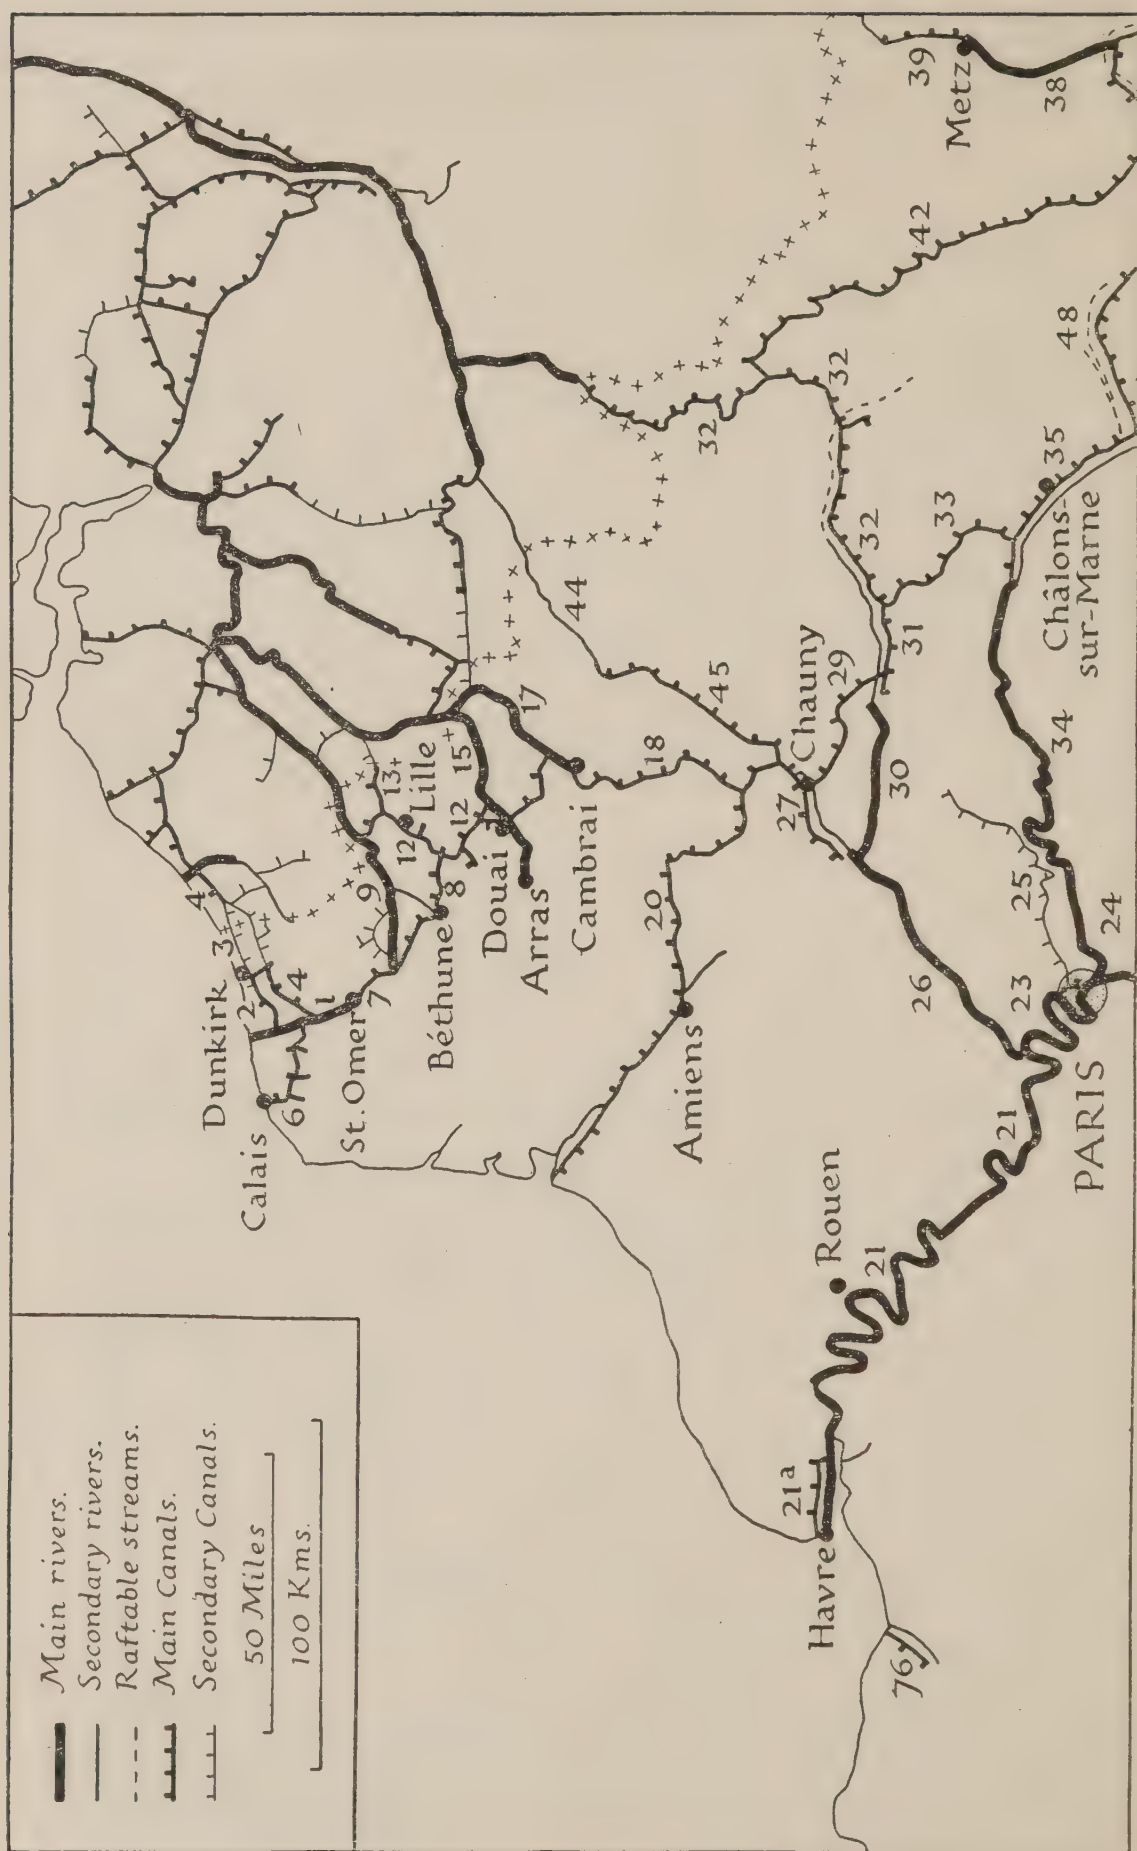 Main rivers.
Secondary rivers.
Raftable streams.
Main Canals.
Secondary Canals.
50 Miles
100 Kms.
Dunkirk
Calais
St. Omer
Béthune
Lille
Douai
Arras
Cambrai
Amiens
Chauny
Havre
Rouen
PARIS
Châlons-
sur-Marne
Metz
1
2
3
4
4
6
7
8
9
12
12
13
15
17
18
20
21
21
21a
23
24
25
26
27
29
30
31
32
32
32
33
34
35
38
39
42
44
45
48
76